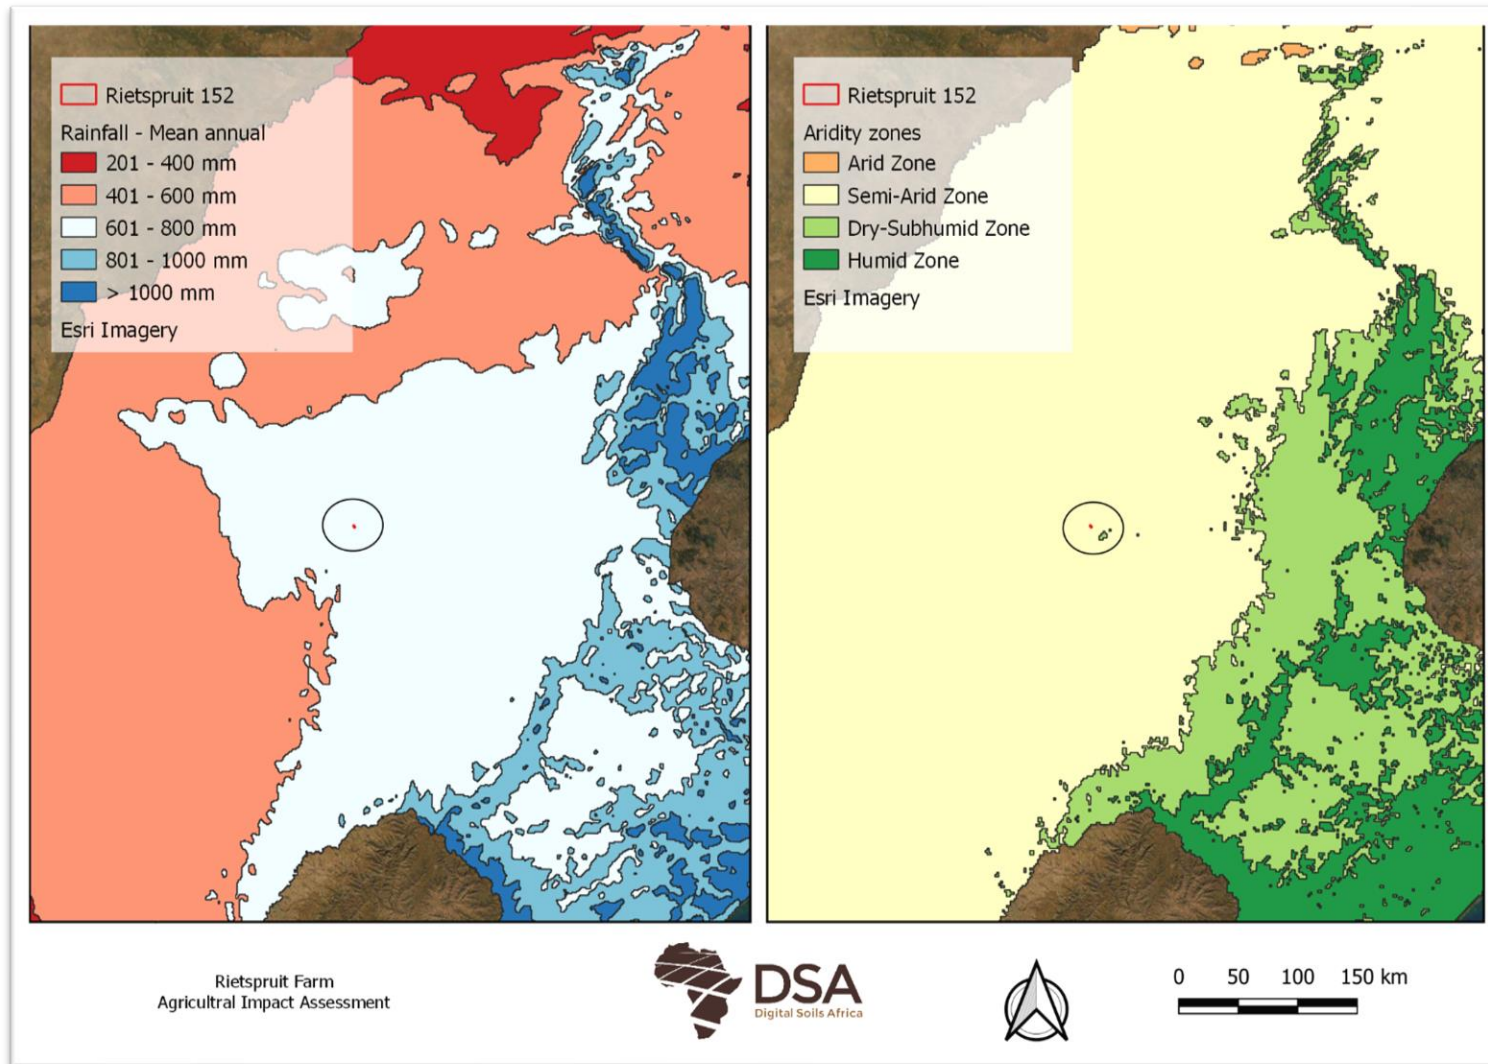 Rietspruit 152
Rainfall - Mean annual
201 - 400 mm
401 - 600 mm
601 - 800 mm
801 - 1000 mm
> 1000 mm
Esri Imagery
Rietspruit 152
Aridity zones
Arid Zone
Semi-Arid Zone
Dry-Subhumid Zone
Humid Zone
Esri Imagery
Rietspruit Farm
Agricultral Impact Assessment
DSA
Digital Soils Africa
0 50 100 150 km